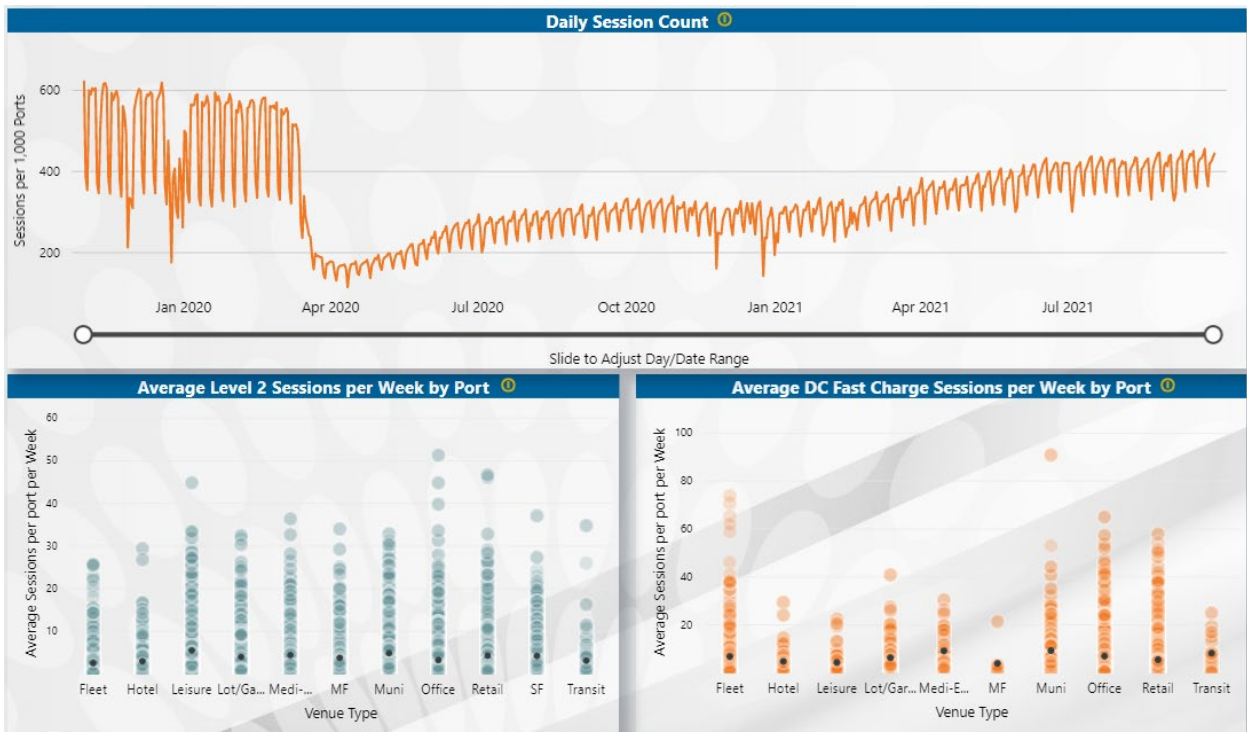 Daily Session Count
Sessions per 1,000 Ports
600
400
200
Jan 2020 Apr 2020 Jul 2020 Oct 2020 Jan 2021 Apr 2021 Jul 2021
Slide to Adjust Day/Date Range
Average Level 2 Sessions per Week by Port
Average Sessions per port per Week
60
50
40
30
20
10
Fleet Hotel Leisure Lot/Ga... Medi-... MF Muni Office Retail SF Transit
Venue Type
Average DC Fast Charge Sessions per Week by Port
Average Sessions per port per Week
100
80
60
40
20
Fleet Hotel Leisure Lot/Gar... Medi-E... MF Muni Office Retail Transit
Venue Type